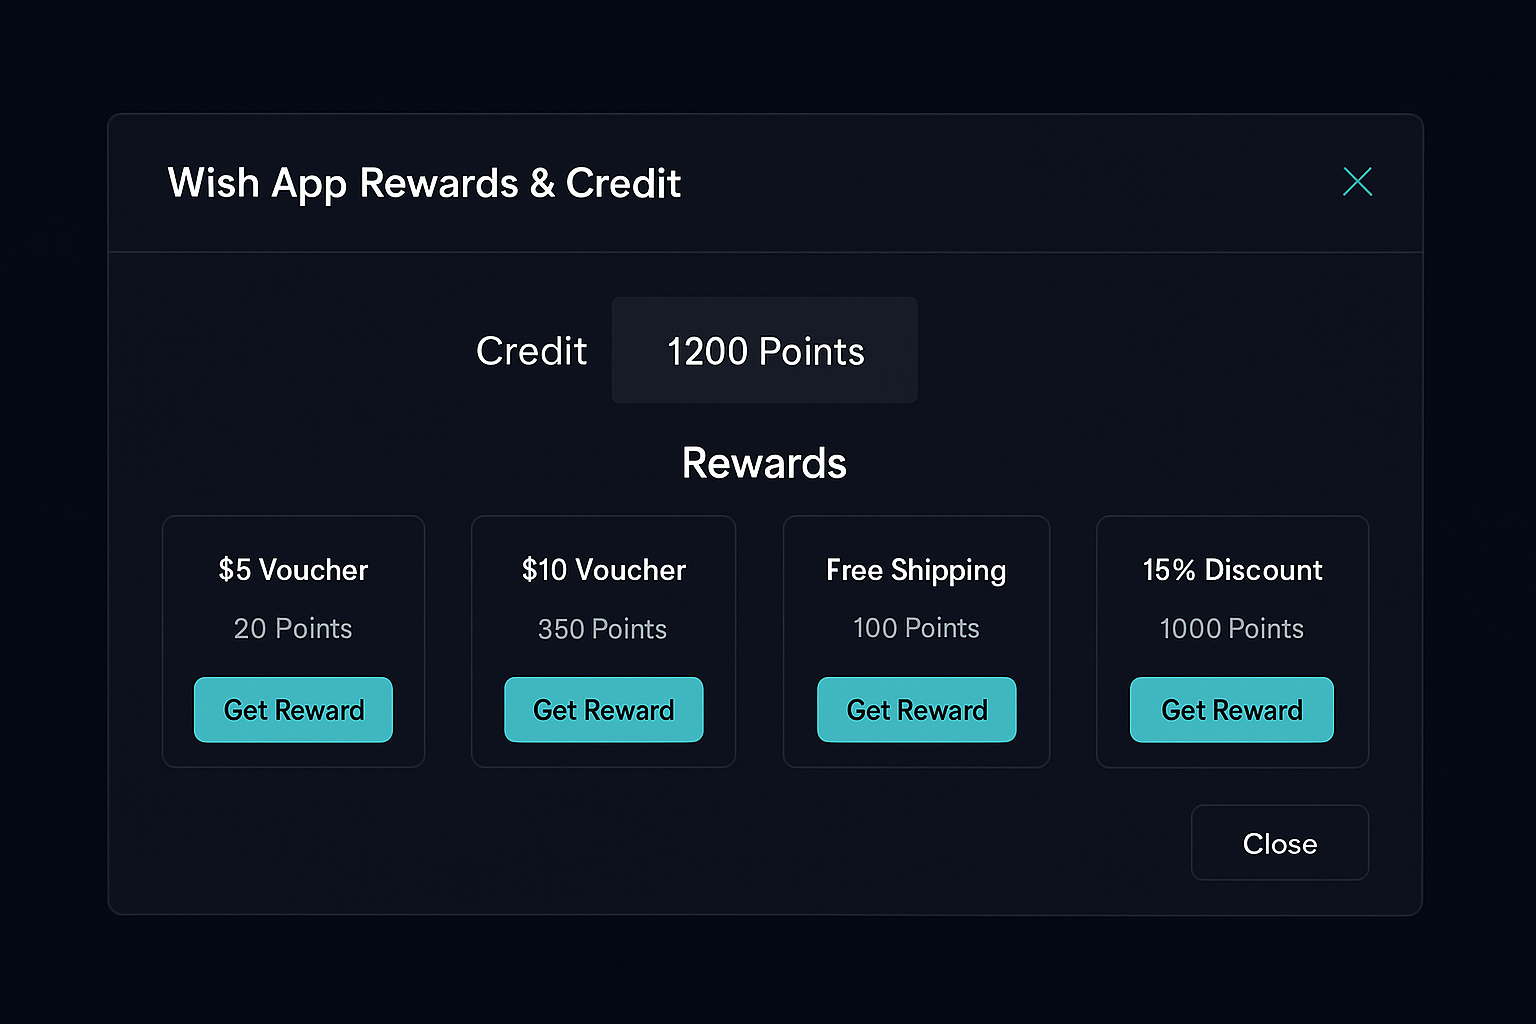 Wish App Rewards & Credit
Credit 1200 Points
Rewards
$5 Voucher
20 Points
Get Reward
$10 Voucher
350 Points
Get Reward
Free Shipping
100 Points
Get Reward
15% Discount
1000 Points
Get Reward
Close